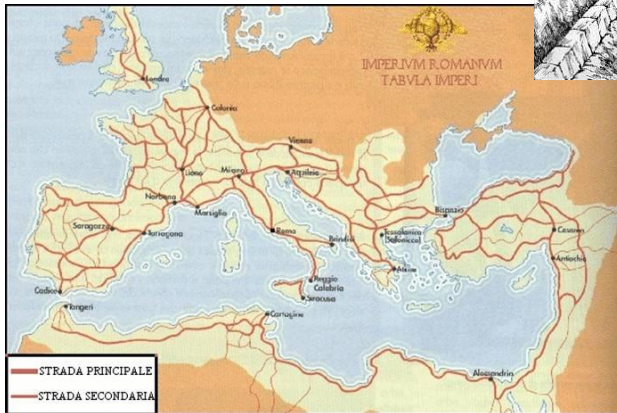 IMPERIVM ROMANVM
TABVLA IMPERI
Londra
Colonia
Vienna
Lione
Milano
Aquileia
Narbona
Marsiglia
Saragozza
Tarragona
Roma
Brindisi
Bisanzio
Tessalonica
(Salonicco)
Atene
Cesarea
Antiochia
Reggio
Calabria
Siracusa
Cadice
Tangeri
Cartagine
Alessandria
STRADA PRINCIPALE
STRADA SECONDARIA